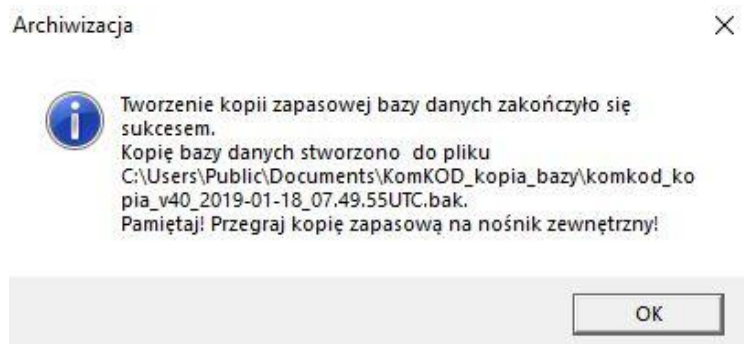 Archiwizacja
Tworzenie kopii zapasowej bazy danych zakończyło się
sukcesem.
Kopię bazy danych stworzono  do pliku
C:\Users\Public\Documents\KomKOD_kopia_bazy\komkod_ko
pia_v40_2019-01-18_07.49.55UTC.bak.
Pamiętaj! Przegraj kopię zapasową na nośnik zewnętrzny!
OK